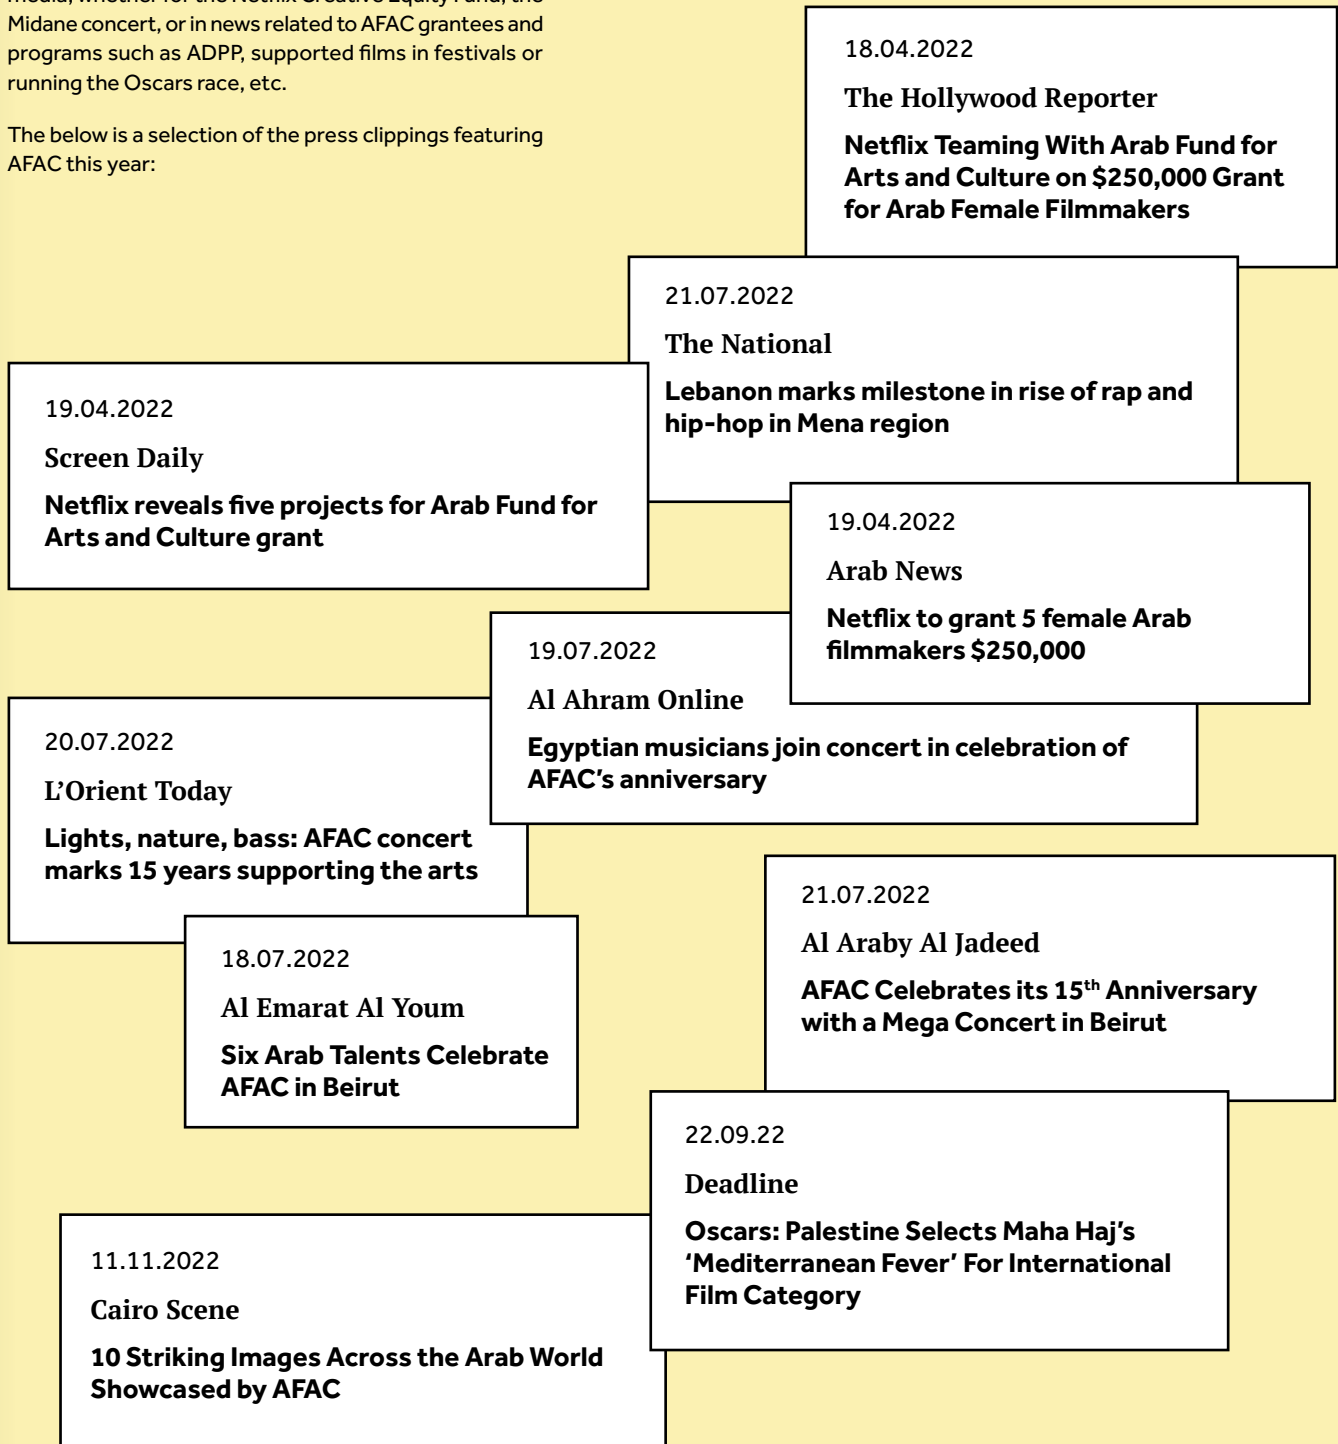 media, whether for the Netflix Creative Equity Fund, the
Midane concert, or in news related to AFAC grantees and
programs such as ADPP, supported films in festivals or
running the Oscars race, etc.
The below is a selection of the press clippings featuring
AFAC this year:
18.04.2022
The Hollywood Reporter
Netflix Teaming With Arab Fund for
Arts and Culture on $250,000 Grant
for Arab Female Filmmakers
21.07.2022
The National
Lebanon marks milestone in rise of rap and
hip-hop in Mena region
19.04.2022
Screen Daily
Netflix reveals five projects for Arab Fund for
Arts and Culture grant
19.04.2022
Arab News
Netflix to grant 5 female Arab
filmmakers $250,000
19.07.2022
Al Ahram Online
Egyptian musicians join concert in celebration of
AFAC’s anniversary
20.07.2022
L’Orient Today
Lights, nature, bass: AFAC concert
marks 15 years supporting the arts
21.07.2022
Al Araby Al Jadeed
AFAC Celebrates its 15th Anniversary
with a Mega Concert in Beirut
18.07.2022
Al Emarat Al Youm
Six Arab Talents Celebrate
AFAC in Beirut
22.09.22
Deadline
Oscars: Palestine Selects Maha Haj’s
‘Mediterranean Fever’ For International
Film Category
11.11.2022
Cairo Scene
10 Striking Images Across the Arab World
Showcased by AFAC